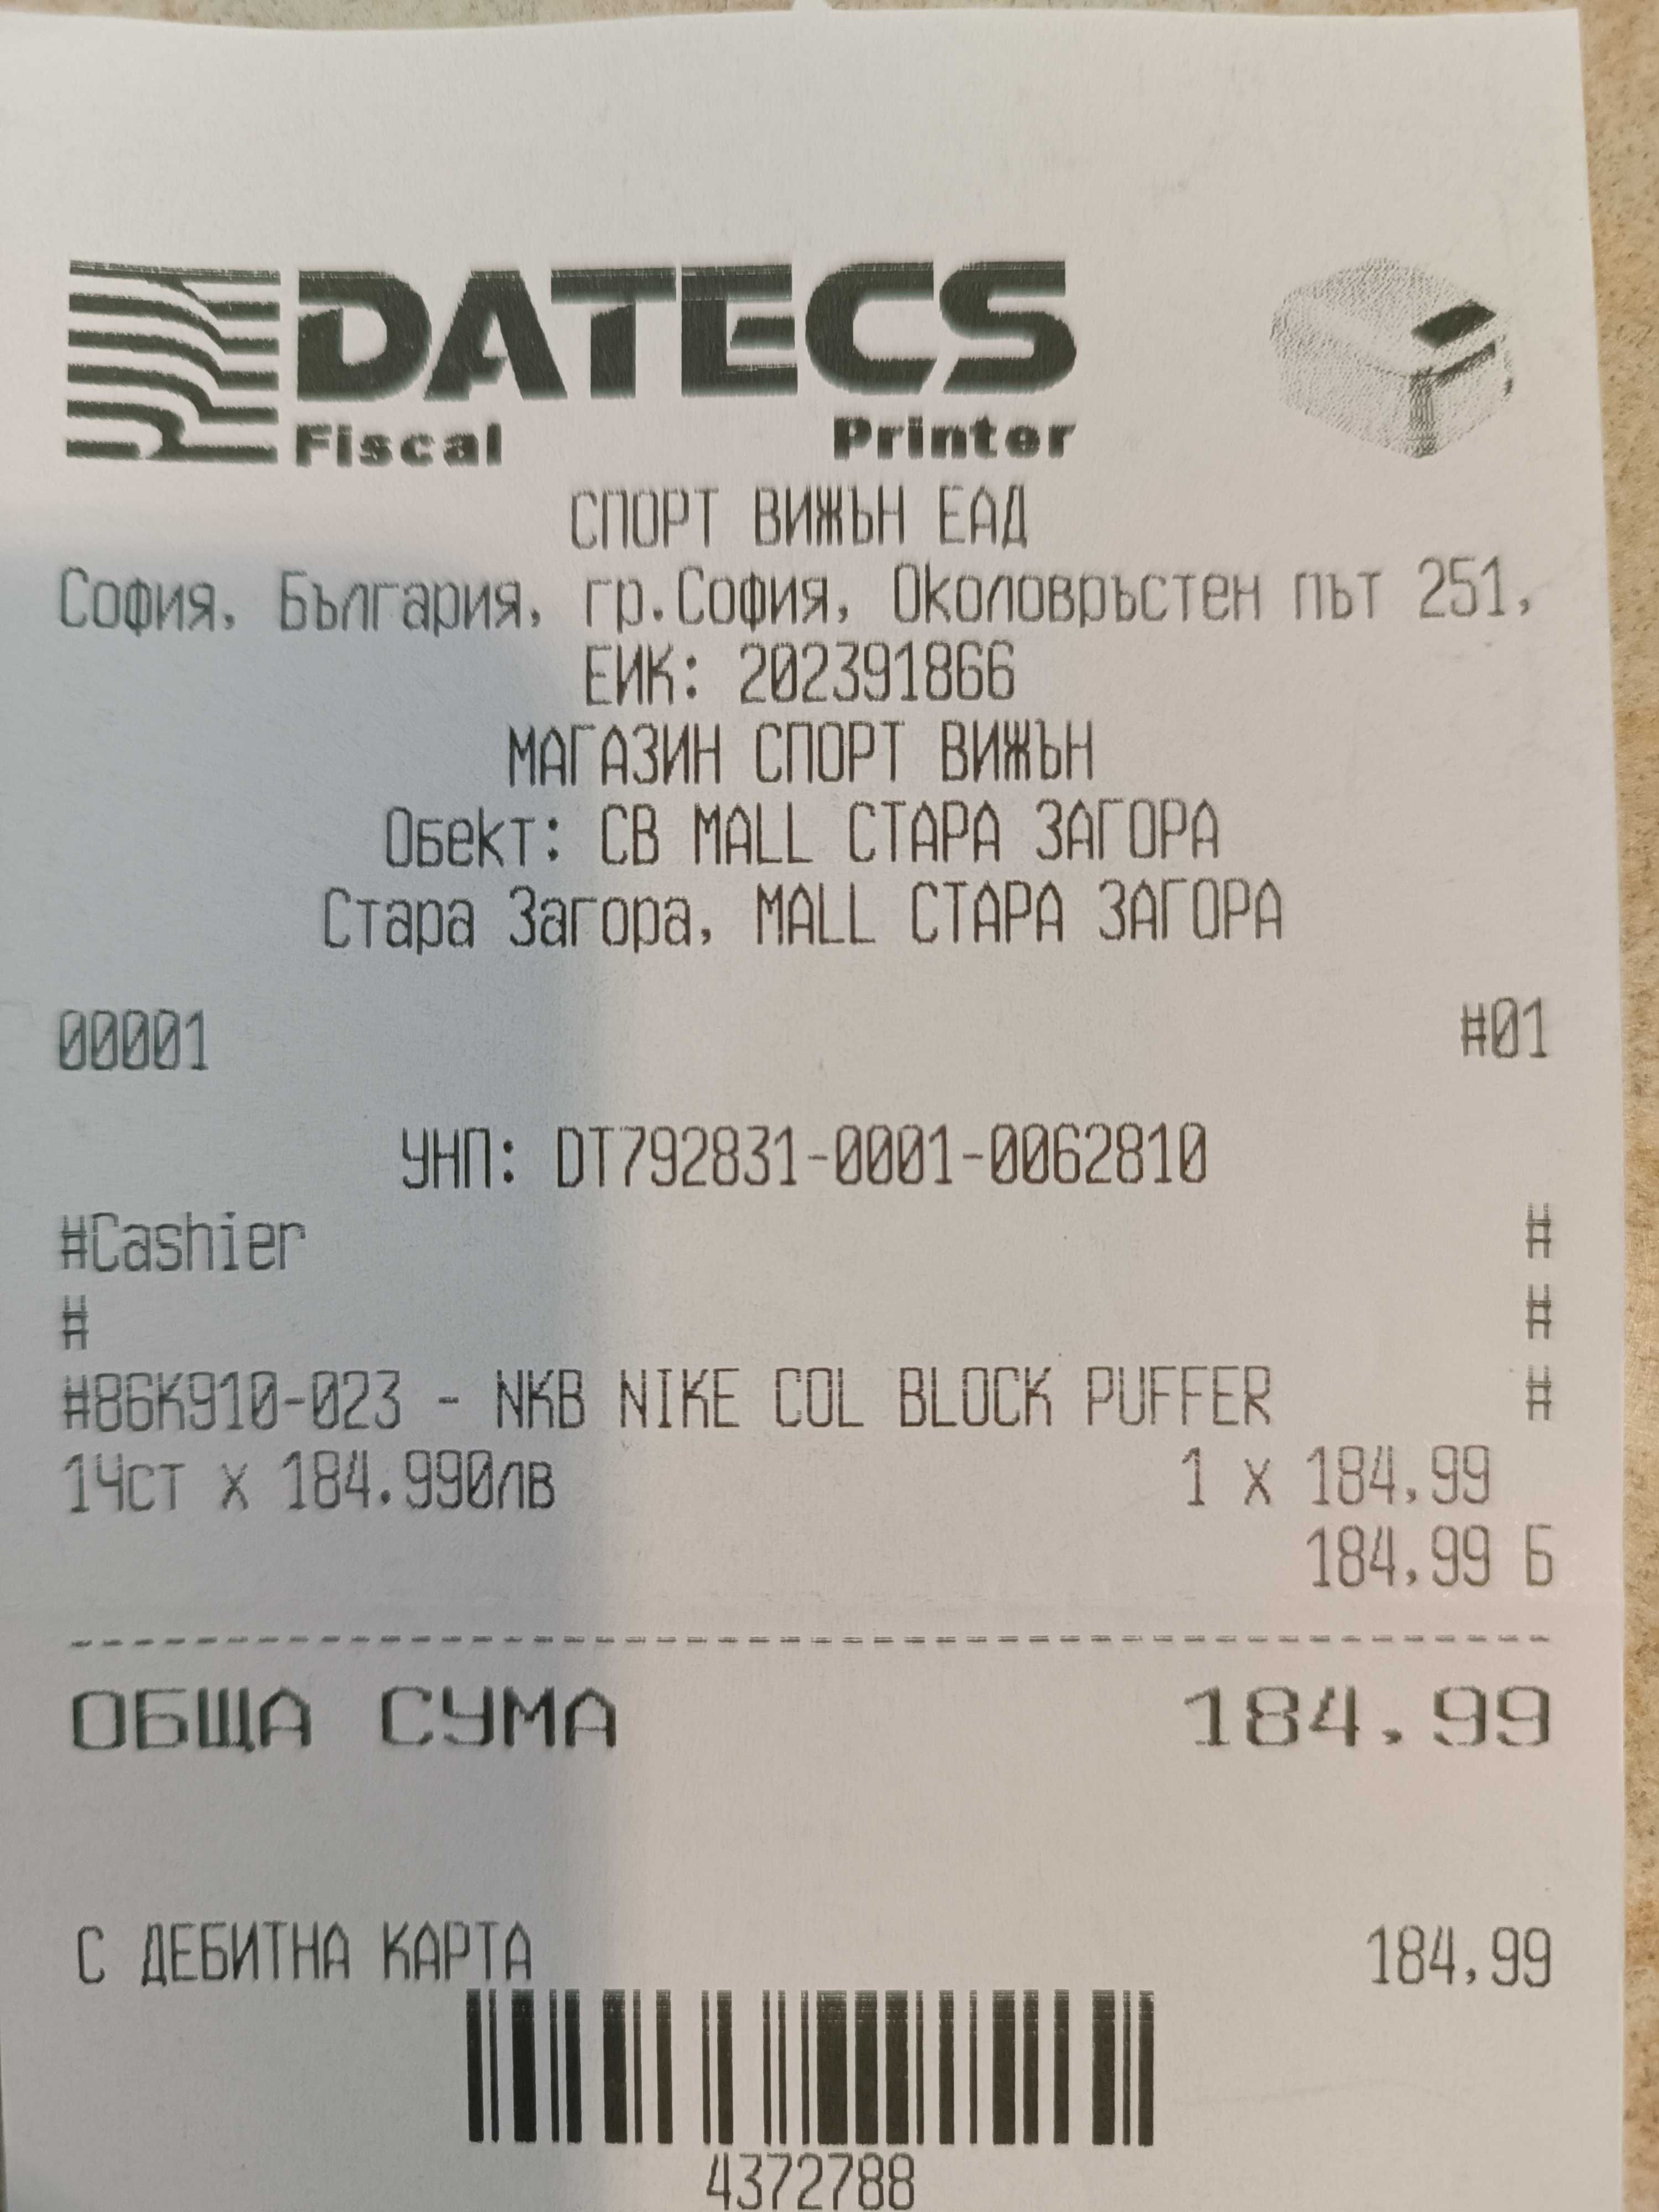 DATECS
Fiscal Printer
СПОРТ ВИЖЪН ЕАД
София, България, гр.София, Околовръстен път 251,
ЕИК: 202391866
МАГАЗИН СПОРТ ВИЖЪН
Обект: СВ MALL СТАРА ЗАГОРА
Стара Загора, MALL СТАРА ЗАГОРА
00001 #01
УНП: DT792831-0001-0062810
#Cashier #
# #
#86K910-023 - NKB NIKE COL BLOCK PUFFER #
1Чст x 184.990лв 1 x 184,99
184,99 Б
ОБЩА СУМА 184.99
С ДЕБИТНА КАРТА 184,99
4372788